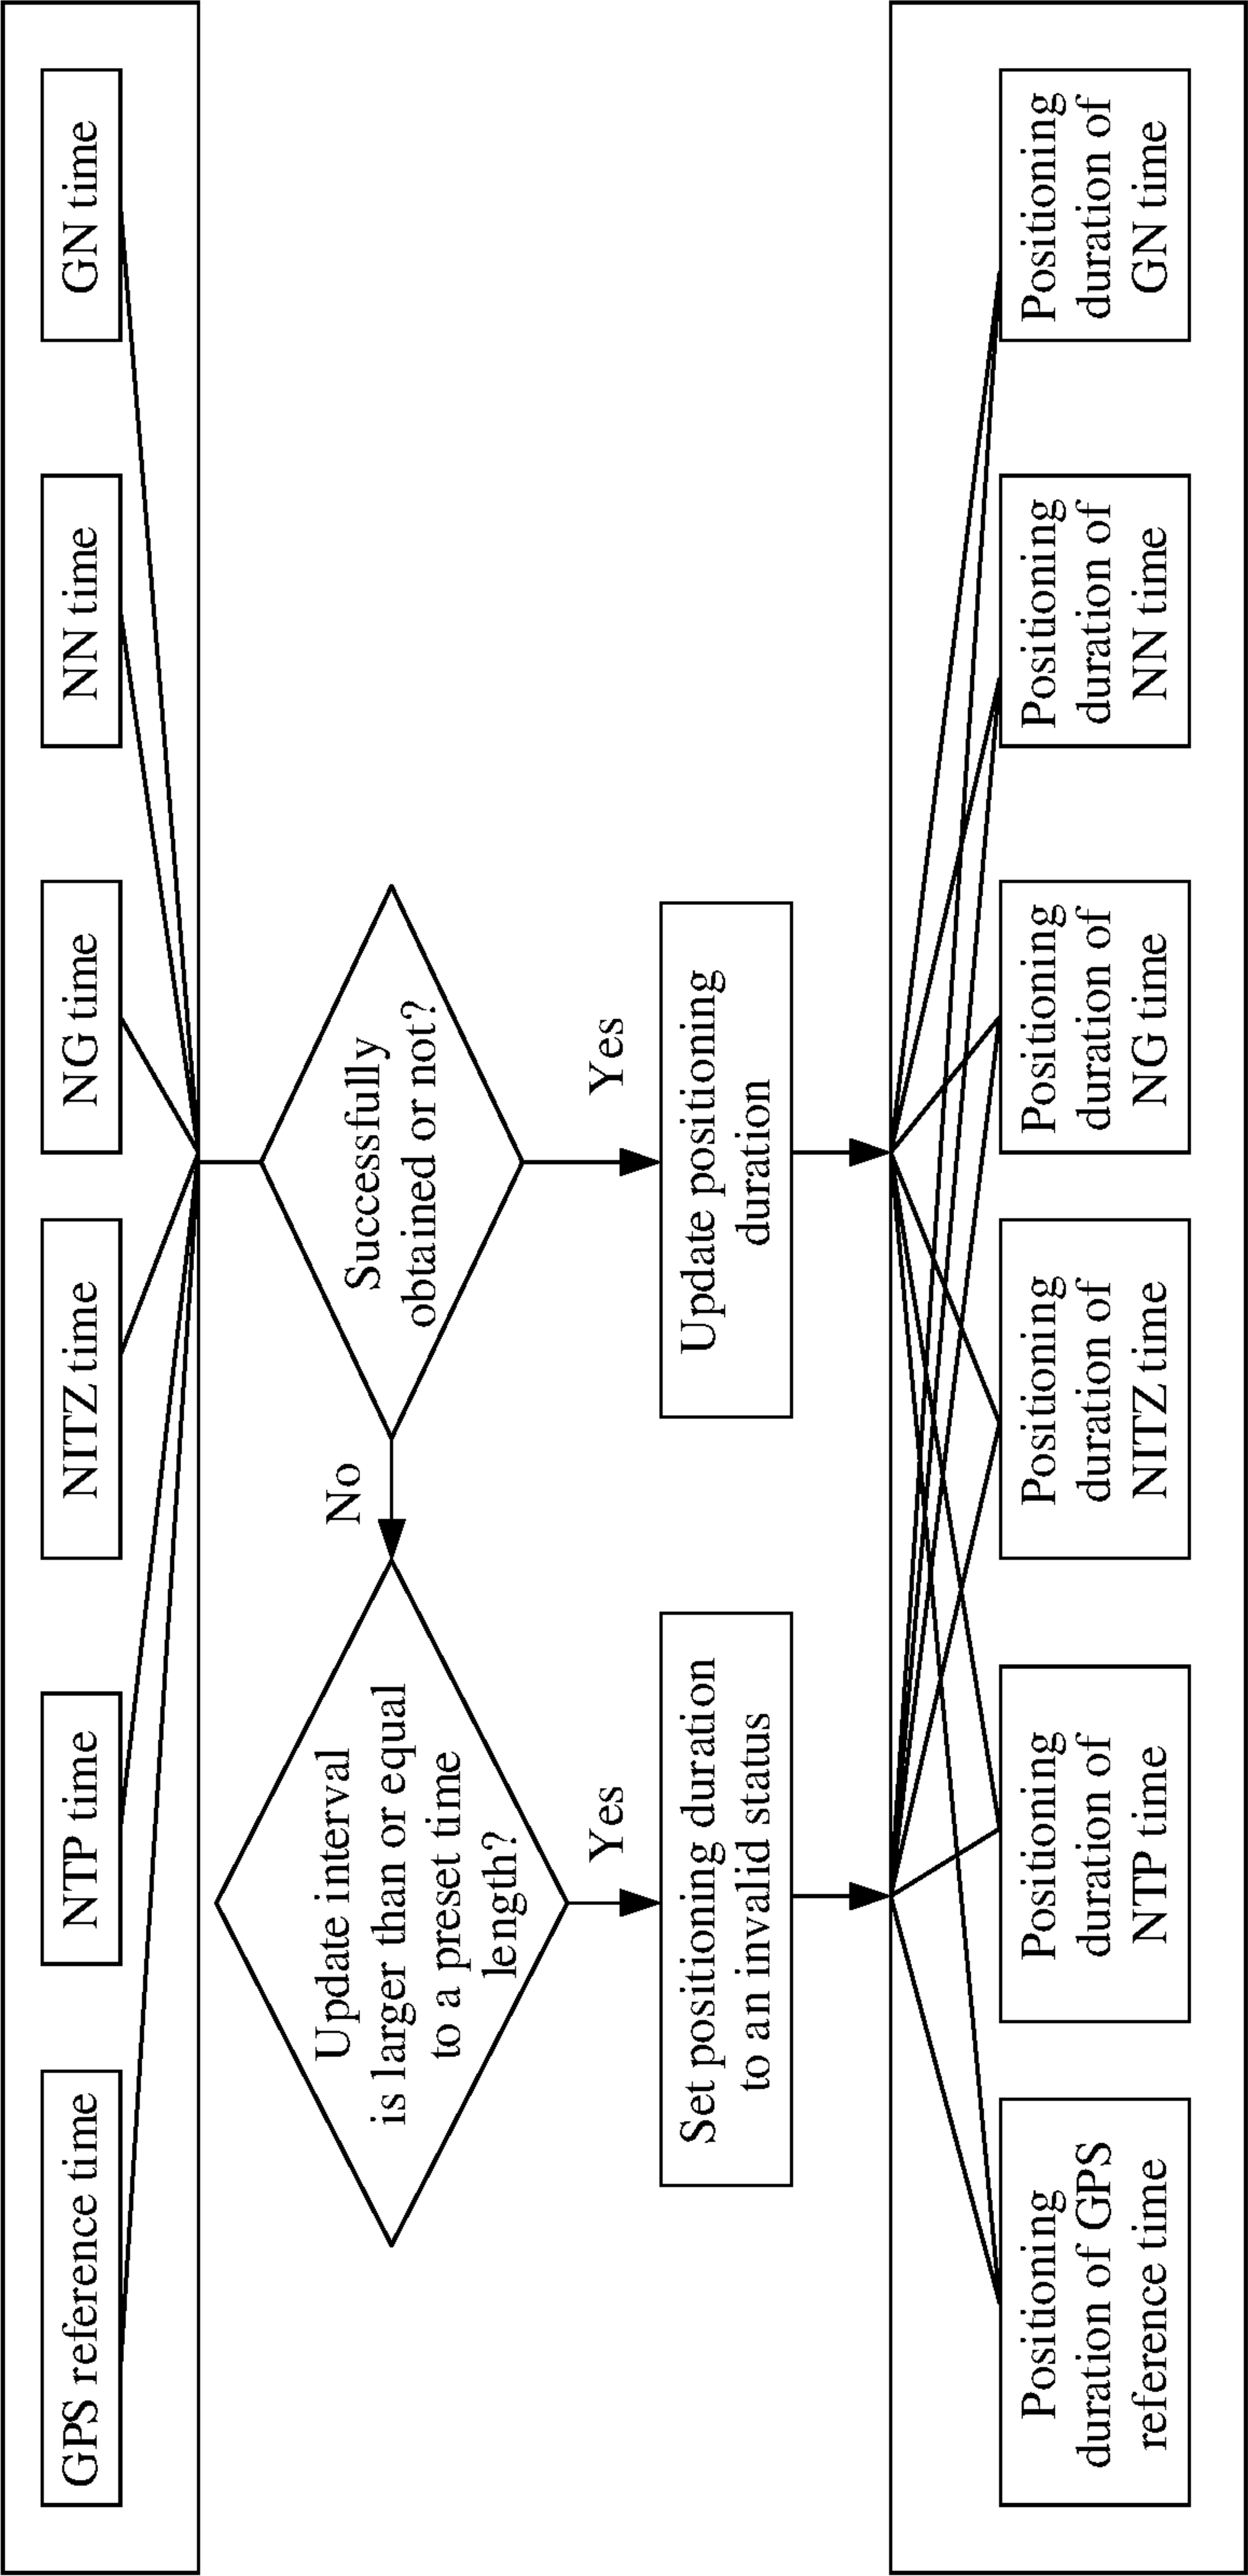 GPS reference time
NTP time
NITZ time
NG time
NN time
GN time
Successfully
obtained or not?
No
Update interval
is larger than or equal
to a preset time
length?
Yes
Yes
Set positioning duration
to an invalid status
Update positioning
duration
Positioning
duration of GPS
reference time
Positioning
duration of
NTP time
Positioning
duration of
NITZ time
Positioning
duration of
NG time
Positioning
duration of
NN time
Positioning
duration of
GN time